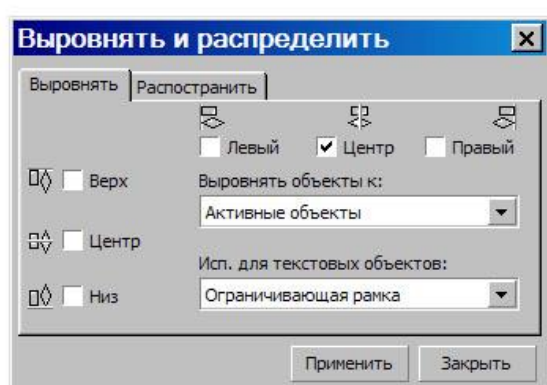 Выровнять и распределить
Выровнять Распостранить
Левый Центр Правый
Верх Выровнять объекты к:
Активные объекты
Центр
Исп. для текстовых объектов:
Низ Ограничивающая рамка
Применить Закрыть